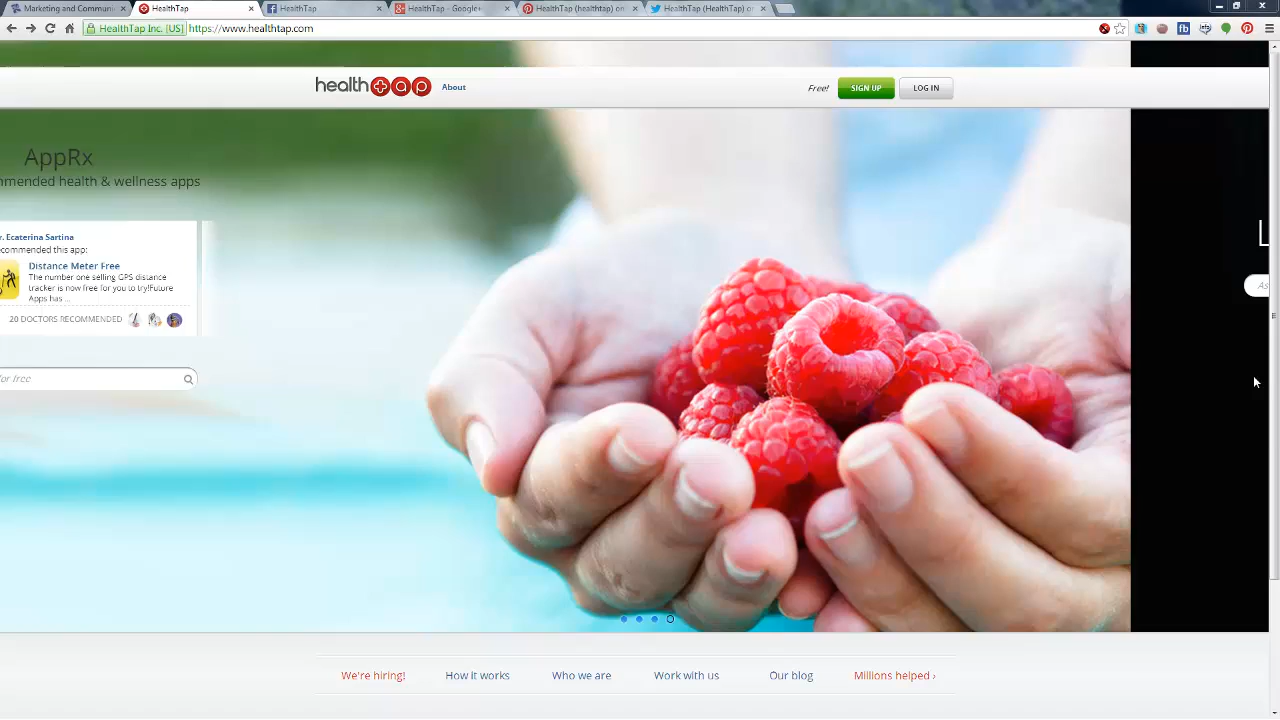 Marketing and Communi
HealthTap
HealthTap
HealthTap - Google+
HealthTap (healthtap) on
HealthTap (HealthTap) on
HealthTap Inc. [US]
https://www.healthtap.com
health tap
About
Free!
SIGN UP
LOG IN
AppRx
mmended health & wellness apps
r. Ecaterina Sartina
commended this app:
Distance Meter Free
The number one selling GPS distance
tracker is now free for you to try!Future
Apps has ...
20 DOCTORS RECOMMENDED
for free
L
As
We're hiring!
How it works
Who we are
Work with us
Our blog
Millions helped ›